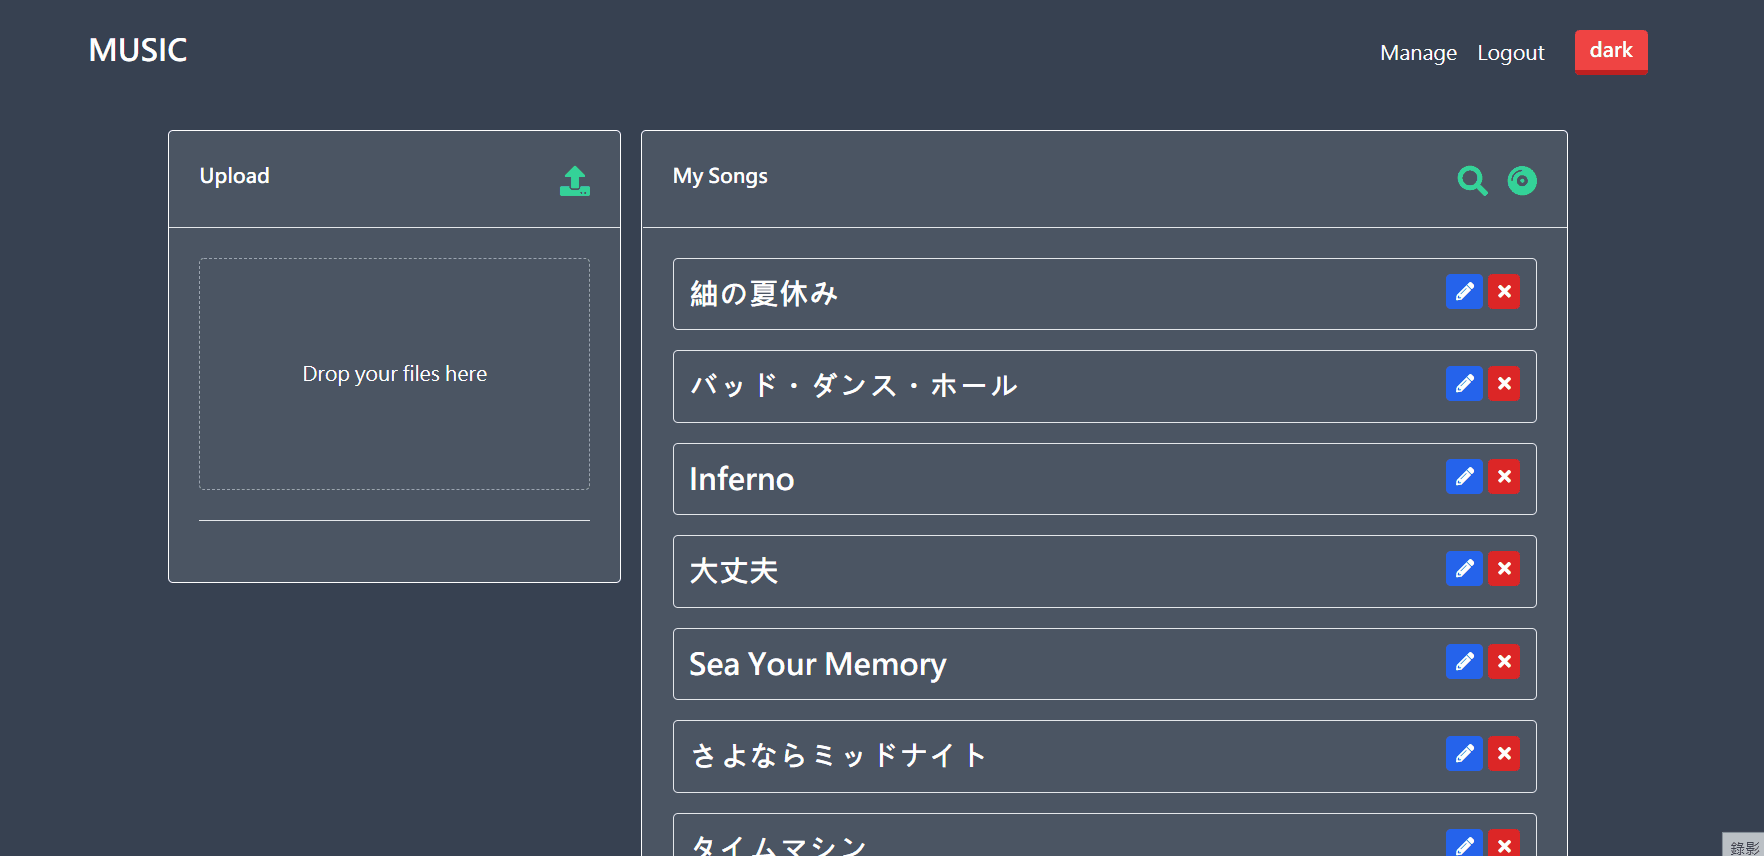 MUSIC
Manage Logout dark
Upload
Drop your files here
My Songs
紬の夏休み
バッド・ダンス・ホール
Inferno
大丈夫
Sea Your Memory
さよならミッドナイト
タイムマシン
錄影